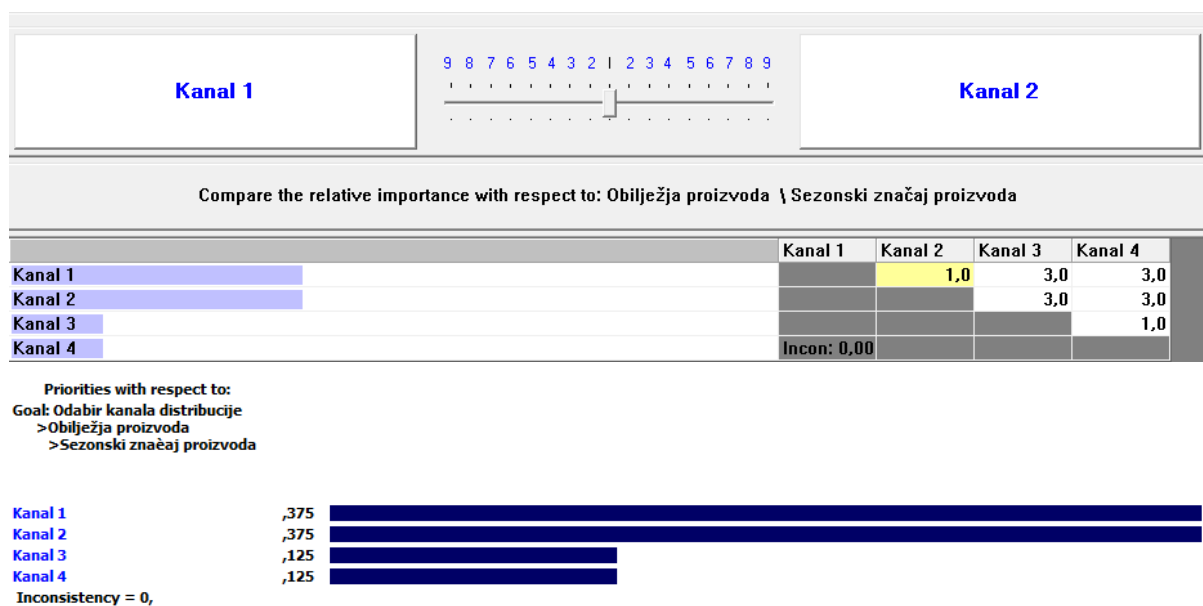 Kanal 1
9 8 7 6 5 4 3 2 1 2 3 4 5 6 7 8 9
Kanal 2
Compare the relative importance with respect to: Obilježja proizvoda \ Sezonski značaj proizvoda
Kanal 1 Kanal 2 Kanal 3 Kanal 4
Kanal 1 1,0 3,0 3,0
Kanal 2 3,0 3,0
Kanal 3 1,0
Kanal 4 Incon: 0,00
Priorities with respect to:
Goal: Odabir kanala distribucije
>Obilježja proizvoda
>Sezonski znaèaj proizvoda
Kanal 1 ,375
Kanal 2 ,375
Kanal 3 ,125
Kanal 4 ,125
Inconsistency = 0,